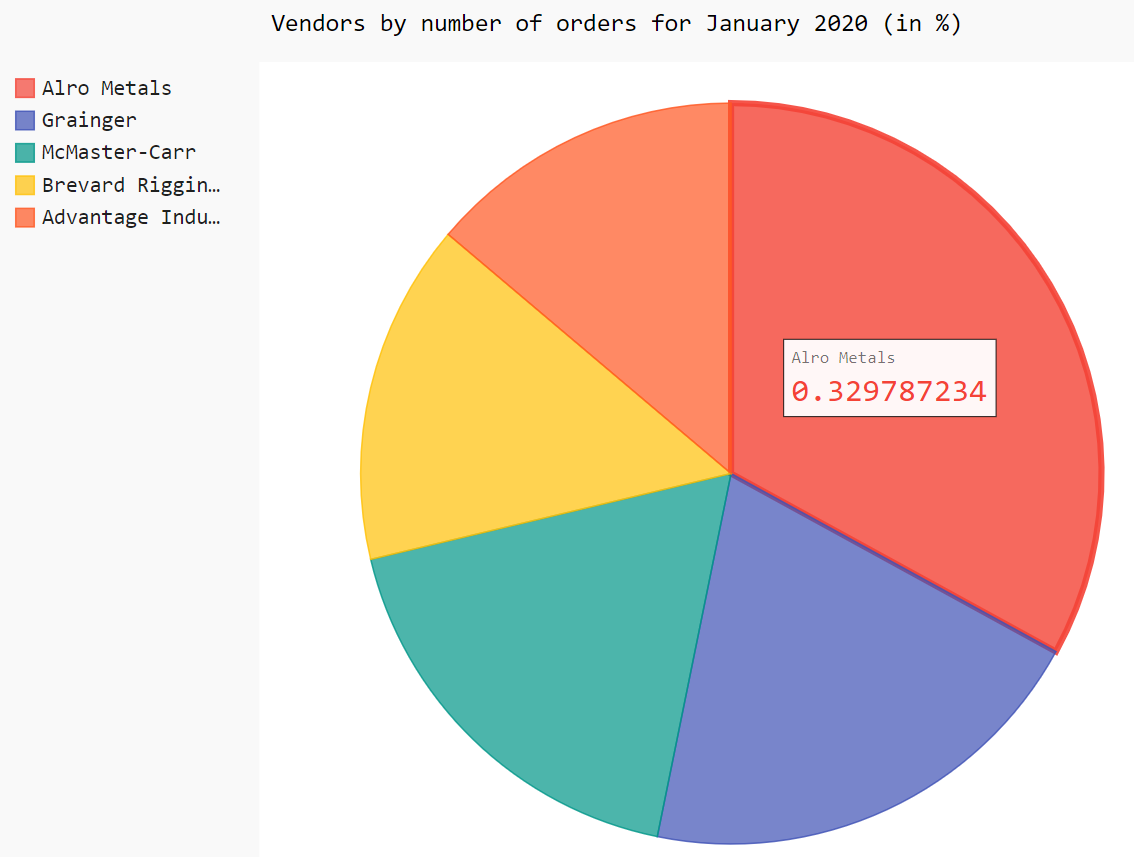 Vendors by number of orders for January 2020 (in %)
Alro Metals
Grainger
McMaster-Carr
Brevard Riggin…
Advantage Indu…
Alro Metals
0.329787234